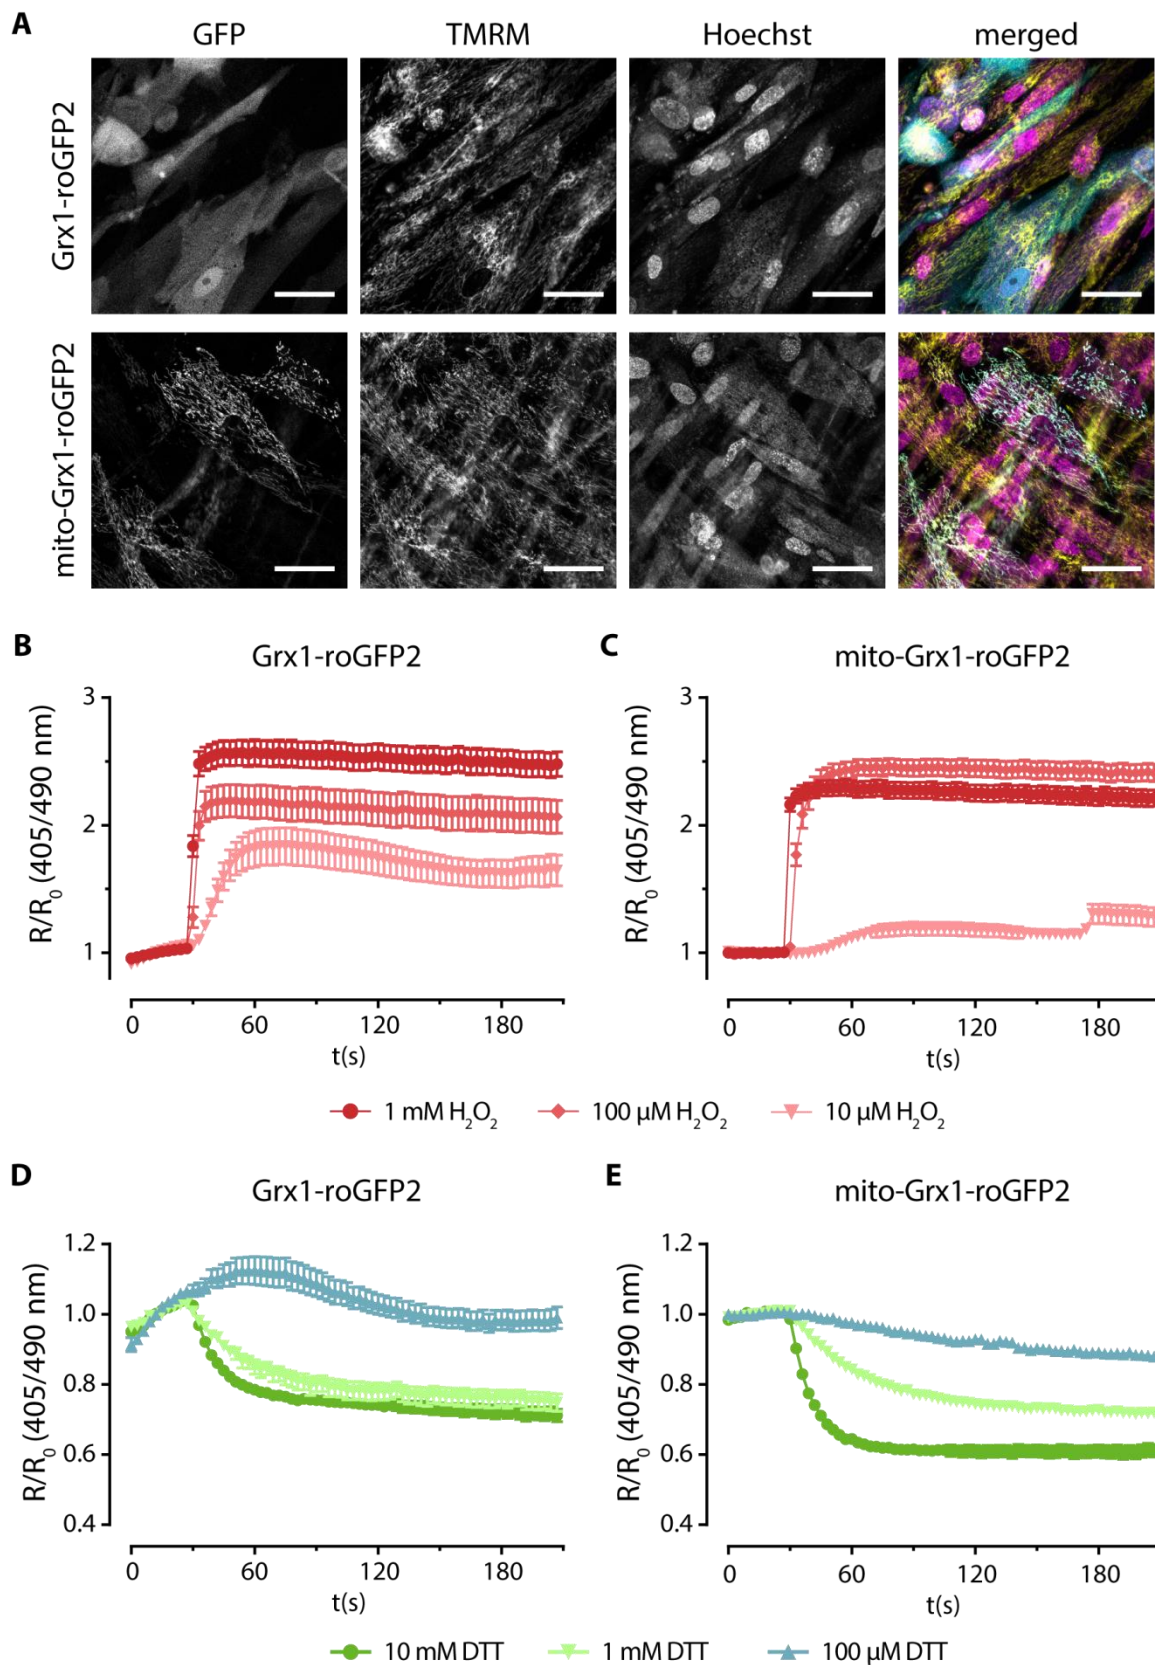 A
GFP TMRM Hoechst merged
Grx1-roGFP2
mito-Grx1-roGFP2
B Grx1-roGFP2
R/R₀ (405/490 nm)
3
2
1
0 60 120 180
t(s)
C mito-Grx1-roGFP2
R/R₀ (405/490 nm)
3
2
1
0 60 120 180
t(s)
1 mM H₂O₂ 100 µM H₂O₂ 10 µM H₂O₂
D Grx1-roGFP2
R/R₀ (405/490 nm)
1.2
1.0
0.8
0.6
0.4
0 60 120 180
t(s)
E mito-Grx1-roGFP2
R/R₀ (405/490 nm)
1.2
1.0
0.8
0.6
0.4
0 60 120 180
t(s)
10 mM DTT 1 mM DTT 100 µM DTT